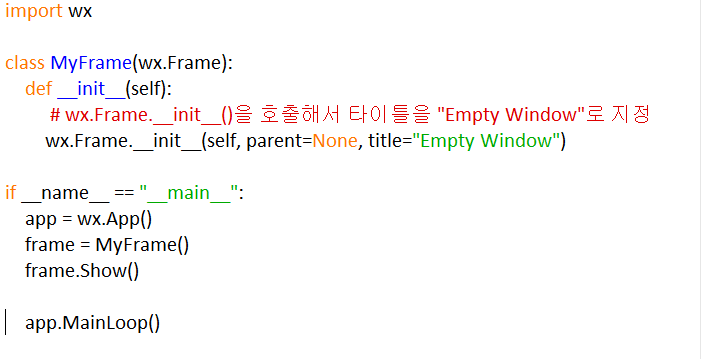 import wx
class MyFrame(wx.Frame):
def __init__(self):
# wx.Frame.__init__()을 호출해서 타이틀을 "Empty Window"로 지정
wx.Frame.__init__(self, parent=None, title="Empty Window")
if __name__ == "__main__":
app = wx.App()
frame = MyFrame()
frame.Show()
app.MainLoop()